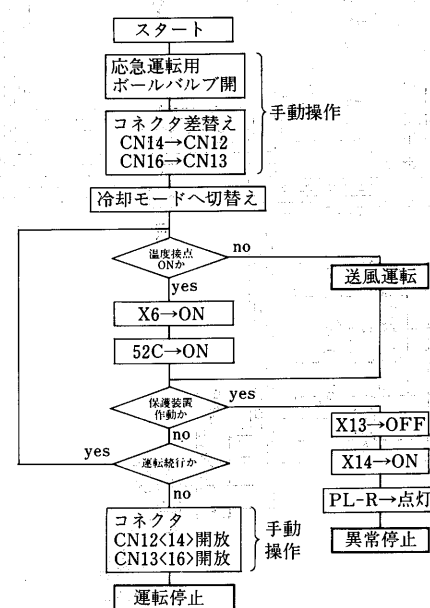 スタート
応急運転用
ボールバルブ開
コネクタ差替え
CN14→CN12
CN16→CN13
手動操作
冷却モードへ切替え
温度接点
ONか
no
yes
送風運転
X6→ON
52C→ON
保護装置
作動か
yes
no
X13→OFF
X14→ON
PL-R→点灯
異常停止
運転続行か
yes
no
コネクタ
CN12<14>開放
CN13<16>開放
手動
操作
運転停止